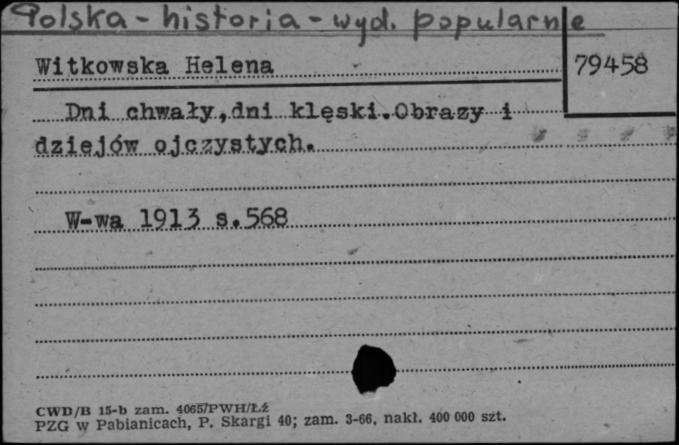 Polska - historia - wyd. popularne
Witkowska Helena
79458
Dni chwały, dni klęski. Obrazy i
dziejów ojczystych.
W-wa 1913 s. 568
CWD/B 15-b zam. 4065/PWH/Łż
PZG w Pabianicach, P. Skargi 40; zam. 3-66, nakł. 400 000 szt.